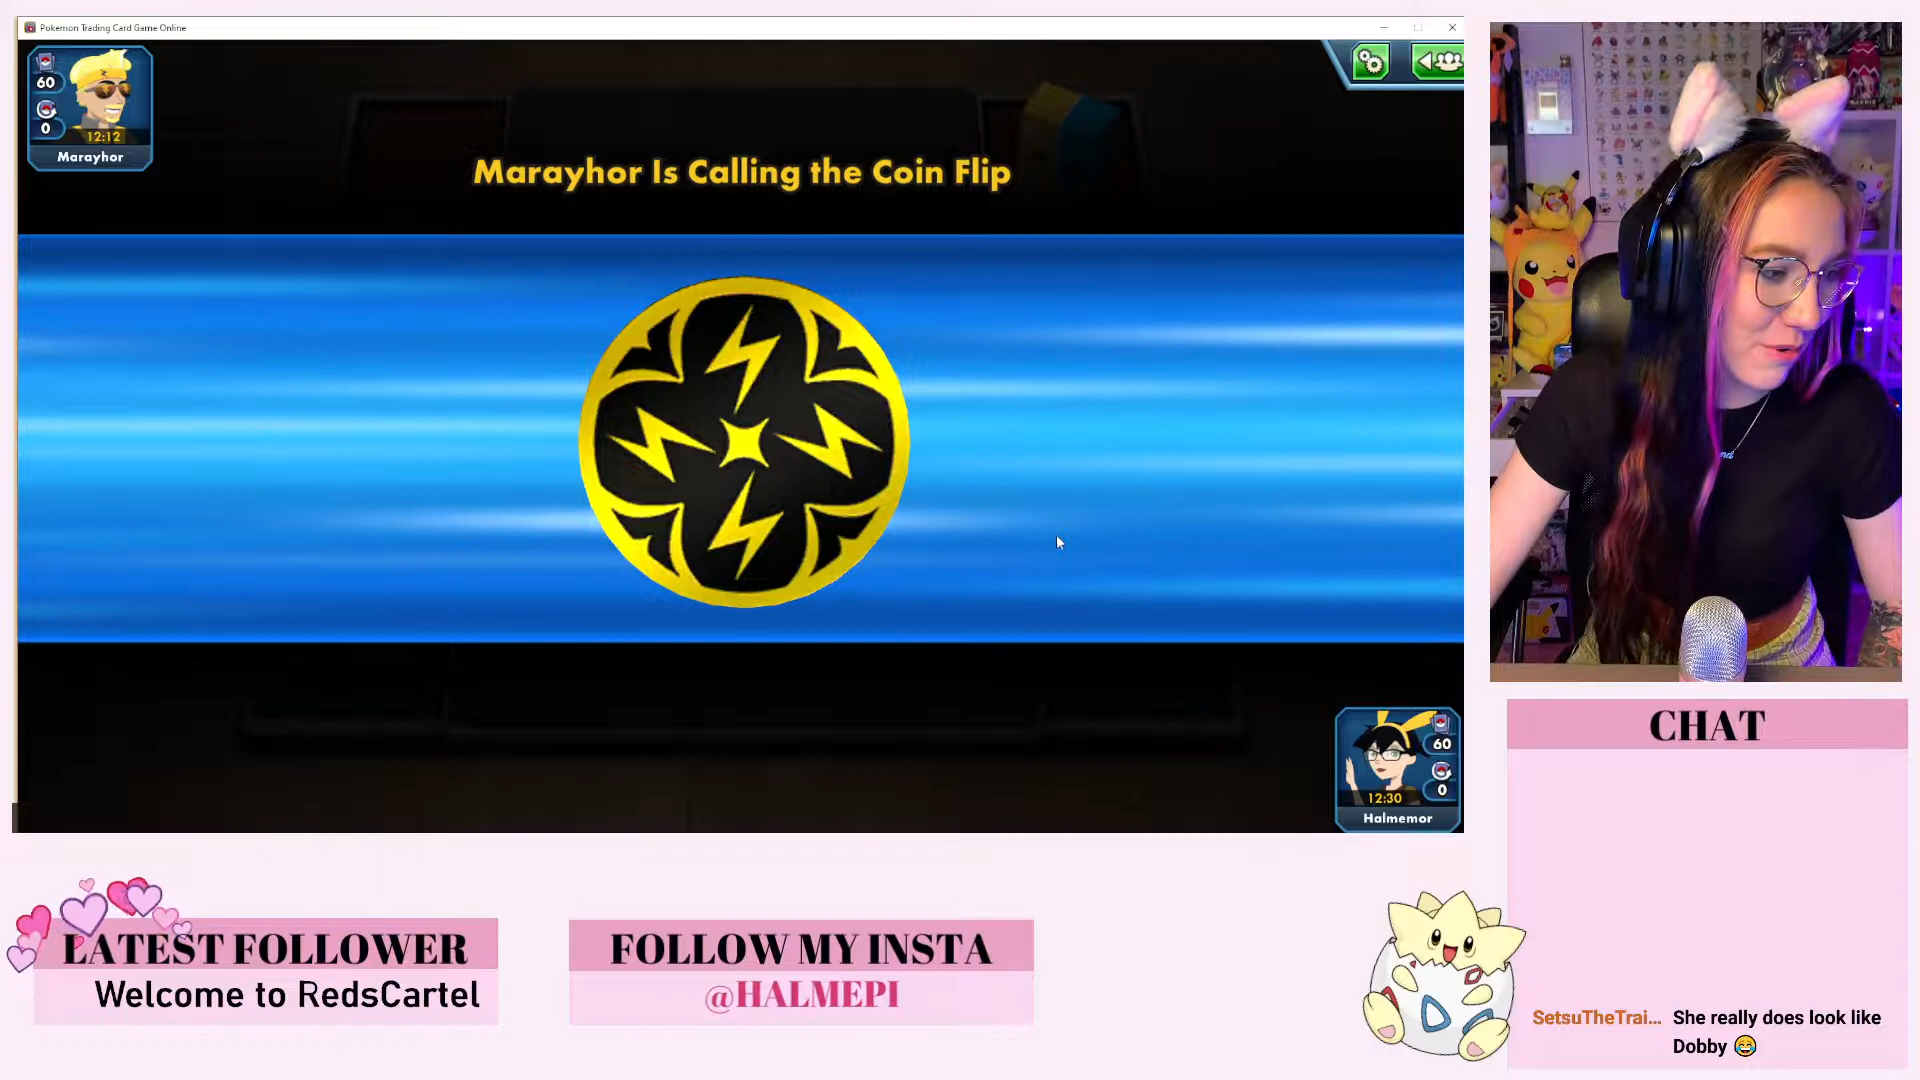 Pokemon Trading Card Game Online
60
0
12:12
Marayhor
Marayhor Is Calling the Coin Flip
60
0
12:30
Halmemor
CHAT
SetsuTheTrai... She really does look like
Dobby 😂
LATEST FOLLOWER
Welcome to RedsCartel
FOLLOW MY INSTA
@HALMEPI